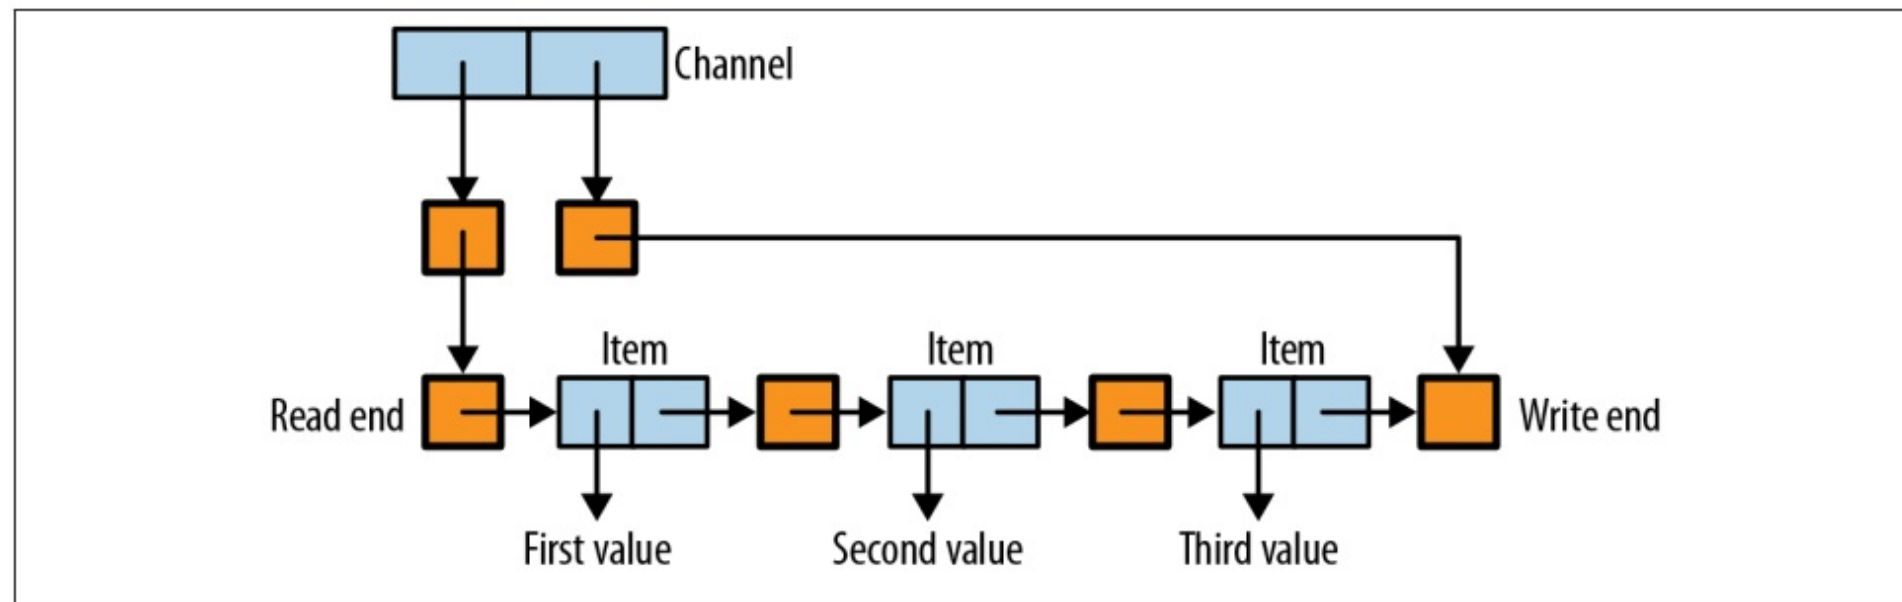 Channel
Item
Item
Item
Read end
Write end
First value
Second value
Third value